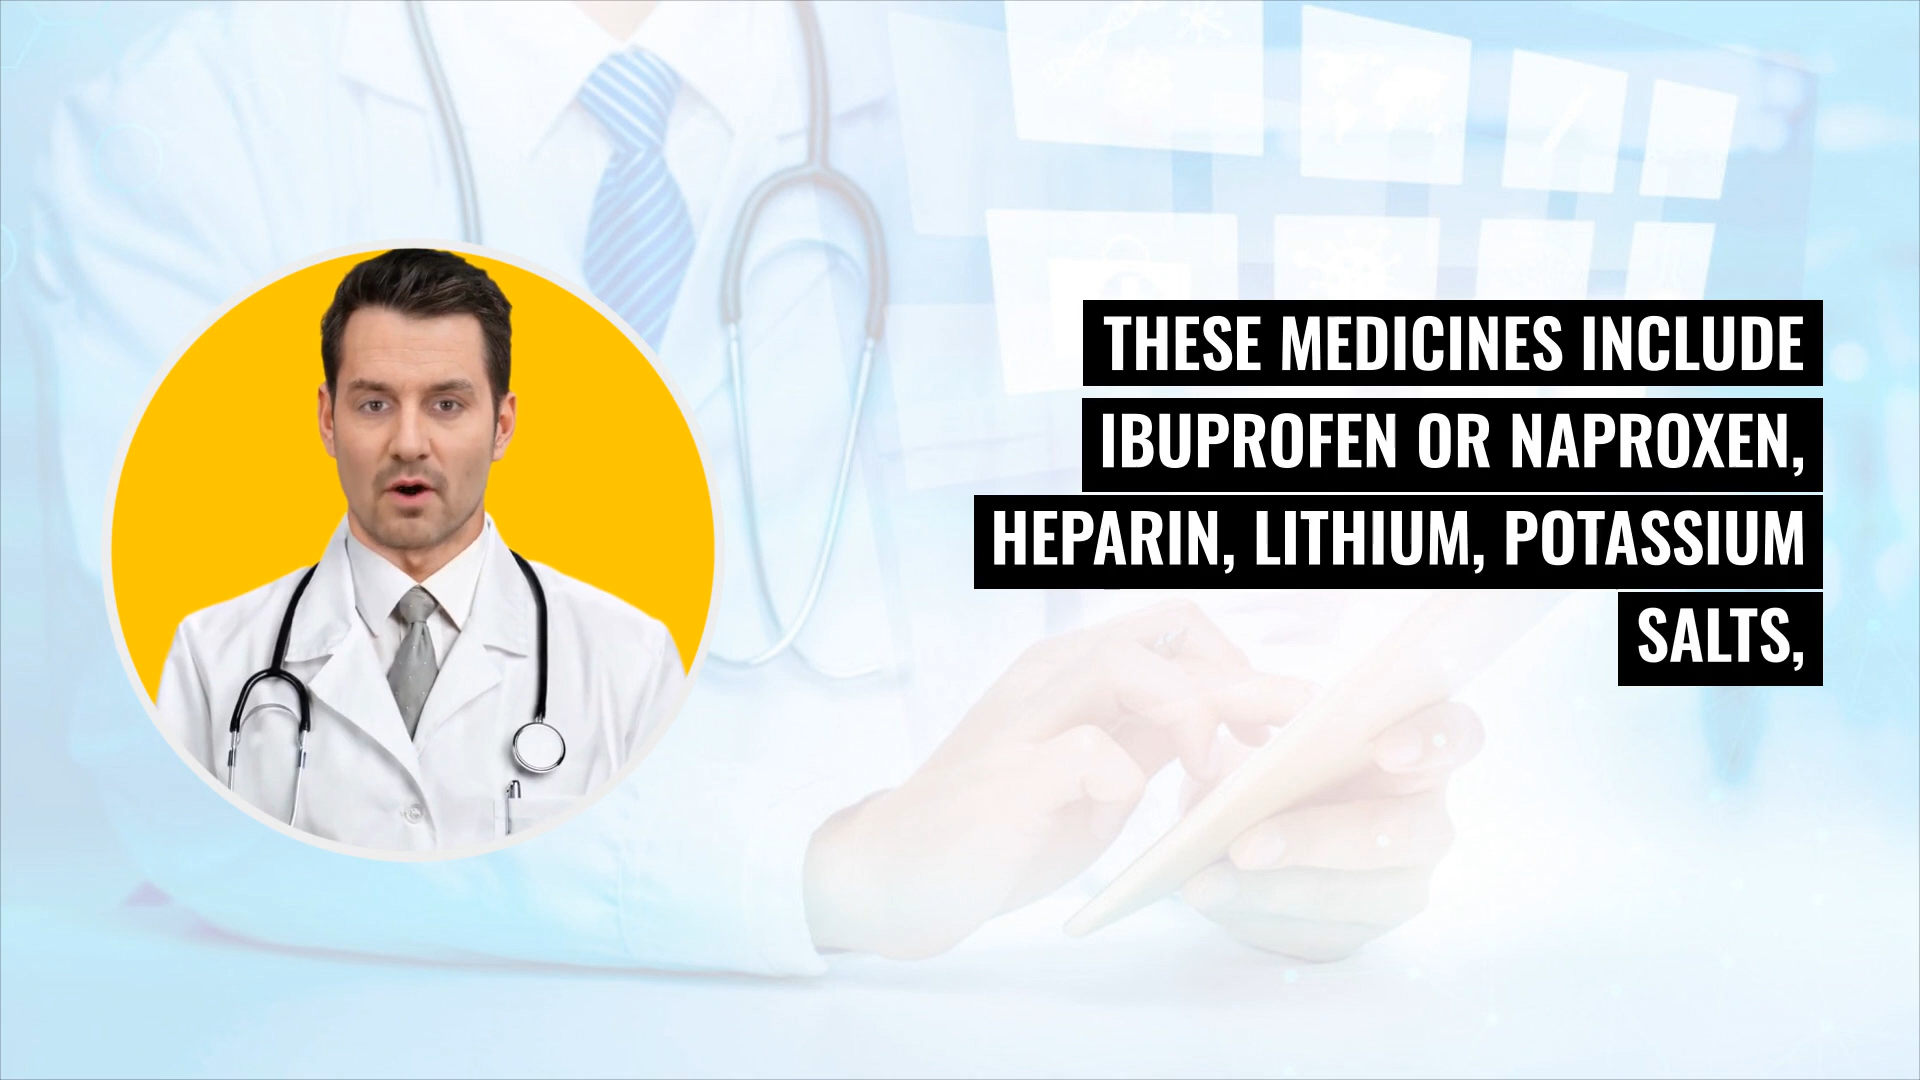 THESE MEDICINES INCLUDE
IBUPROFEN OR NAPROXEN,
HEPARIN, LITHIUM, POTASSIUM
SALTS,